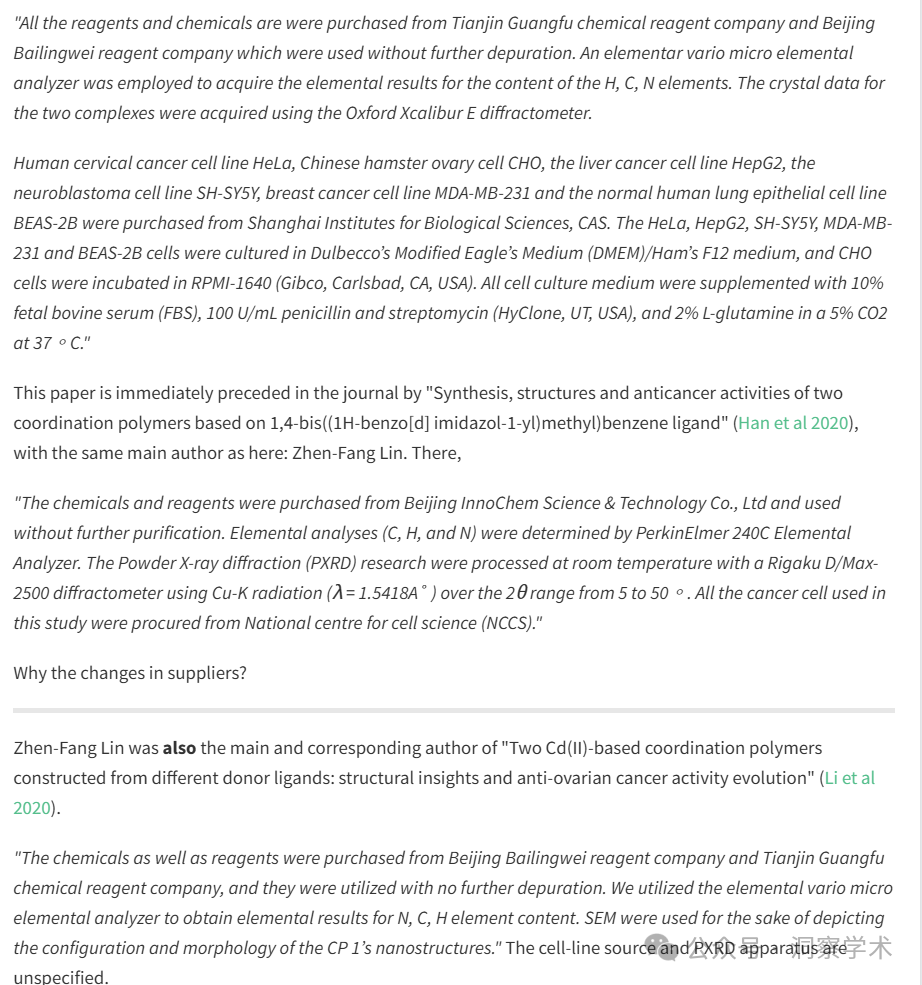 "All the reagents and chemicals are were purchased from Tianjin Guangfu chemical reagent company and Beijing
Bailingwei reagent company which were used without further depuration. An elementar vario micro elemental
analyzer was employed to acquire the elemental results for the content of the H, C, N elements. The crystal data for
the two complexes were acquired using the Oxford Xcalibur E diffractometer.
Human cervical cancer cell line HeLa, Chinese hamster ovary cell CHO, the liver cancer cell line HepG2, the
neuroblastoma cell line SH-SY5Y, breast cancer cell line MDA-MB-231 and the normal human lung epithelial cell line
BEAS-2B were purchased from Shanghai Institutes for Biological Sciences, CAS. The HeLa, HepG2, SH-SY5Y, MDA-MB-
231 and BEAS-2B cells were cultured in Dulbecco's Modified Eagle's Medium (DMEM)/Ham's F12 medium, and CHO
cells were incubated in RPMI-1640 (Gibco, Carlsbad, CA, USA). All cell culture medium were supplemented with 10%
fetal bovine serum (FBS), 100 U/mL penicillin and streptomycin (HyClone, UT, USA), and 2% L-glutamine in a 5% CO2
at 37 ∘ C."
This paper is immediately preceded in the journal by "Synthesis, structures and anticancer activities of two
coordination polymers based on 1,4-bis((1H-benzo[d] imidazol-1-yl)methyl)benzene ligand" (Han et al 2020),
with the same main author as here: Zhen-Fang Lin. There,
"The chemicals and reagents were purchased from Beijing InnoChem Science & Technology Co., Ltd and used
without further purification. Elemental analyses (C, H, and N) were determined by PerkinElmer 240C Elemental
Analyzer. The Powder X-ray diffraction (PXRD) research were processed at room temperature with a Rigaku D/Max-
2500 diffractometer using Cu-K radiation (λ = 1.5418A˚ ) over the 2θ range from 5 to 50 ∘ . All the cancer cell used in
this study were procured from National centre for cell science (NCCS)."
Why the changes in suppliers?
Zhen-Fang Lin was also the main and corresponding author of "Two Cd(II)-based coordination polymers
constructed from different donor ligands: structural insights and anti-ovarian cancer activity evolution" (Li et al
2020).
"The chemicals as well as reagents were purchased from Beijing Bailingwei reagent company and Tianjin Guangfu
chemical reagent company, and they were utilized with no further depuration. We utilized the elemental vario micro
elemental analyzer to obtain elemental results for N, C, H element content. SEM were used for the sake of depicting
the configuration and morphology of the CP 1's nanostructures." The cell-line source and PXRD apparatus are
unspecified.
公众号 · 洞察学术